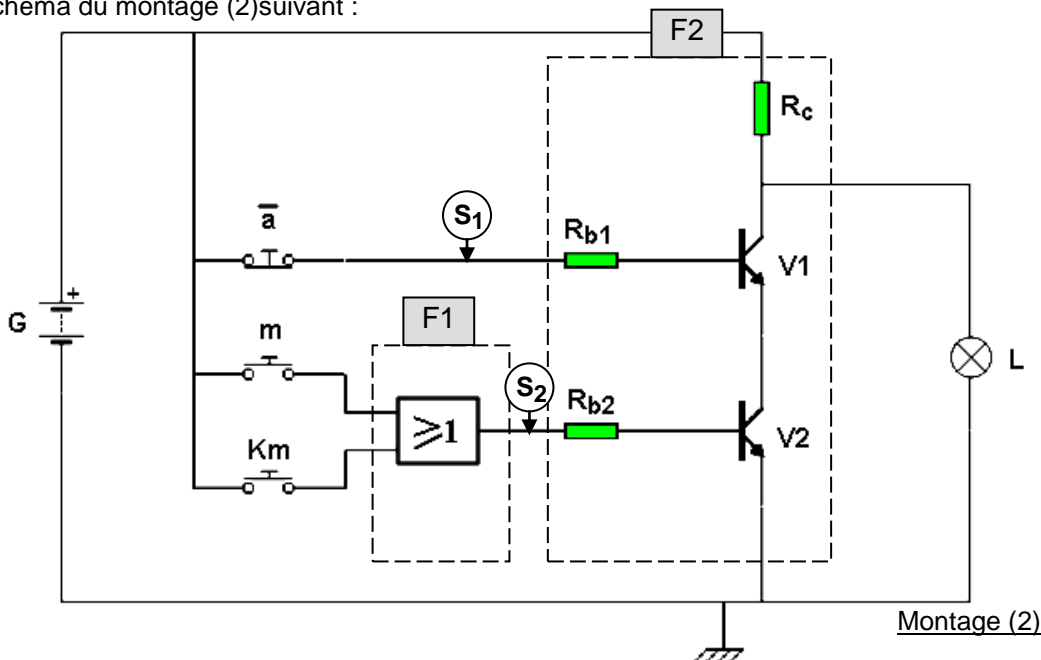 chéma du montage (2)suivant :
F2
Rc
a̅
S1
Rb1
V1
+
G
F1
m
S2
Rb2
L
≥1
V2
Km
Montage (2)